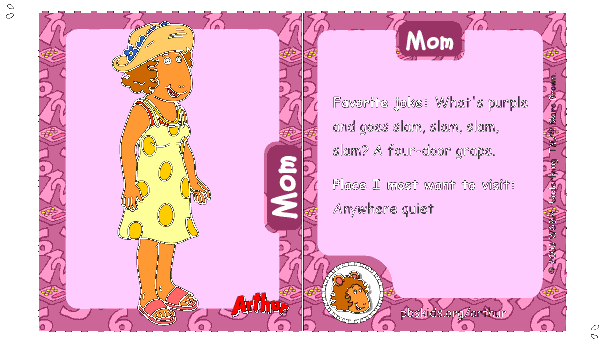 Mom
Arthur
Mom
Favorite joke: What's purple
and goes slam, slam, slam,
slam? A four-door grape.
Place I most want to visit:
Anywhere quiet
pbskids.org/arthur